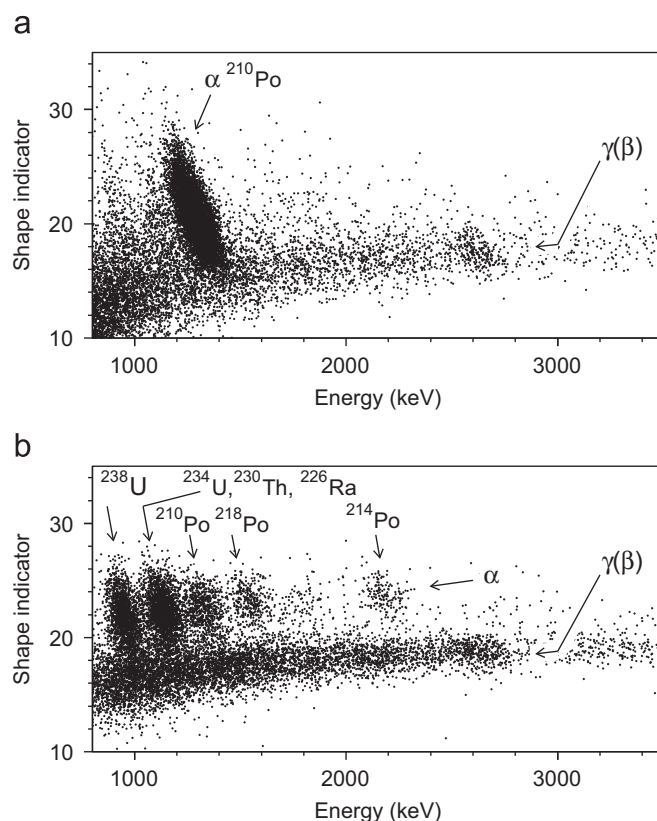 a
30
20
10
Shape indicator
α ²¹⁰Po
γ(β)
1000 2000 3000
Energy (keV)
b
30
20
10
Shape indicator
²³⁸U ²³⁴U, ²³⁰Th, ²²⁶Ra
²¹⁰Po ²¹⁸Po ²¹⁴Po
α
γ(β)
1000 2000 3000
Energy (keV)